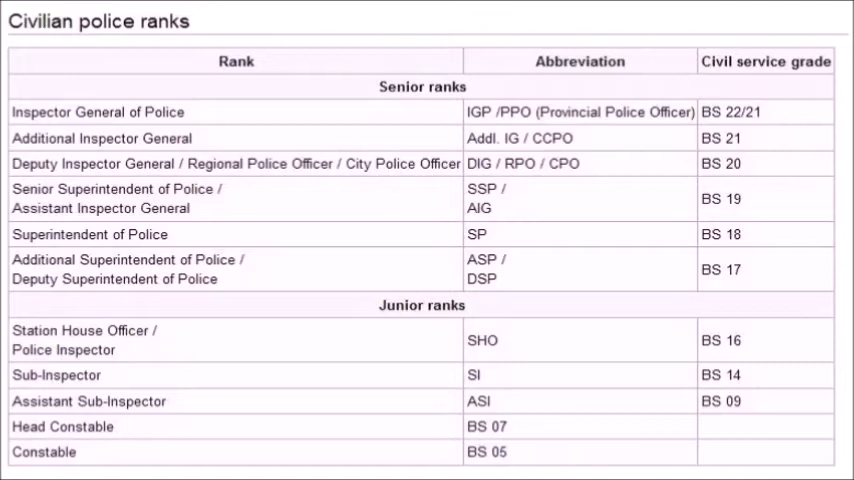 Civilian police ranks
Rank Abbreviation Civil service grade
Senior ranks
Inspector General of Police IGP /PPO (Provincial Police Officer) BS 22/21
Additional Inspector General Addl. IG / CCPO BS 21
Deputy Inspector General / Regional Police Officer / City Police Officer DIG / RPO / CPO BS 20
Senior Superintendent of Police / SSP /
Assistant Inspector General AIG
BS 19
Superintendent of Police SP BS 18
Additional Superintendent of Police / ASP /
Deputy Superintendent of Police DSP
BS 17
Junior ranks
Station House Officer /
Police Inspector
SHO BS 16
Sub-Inspector SI BS 14
Assistant Sub-Inspector ASI BS 09
Head Constable BS 07
Constable BS 05